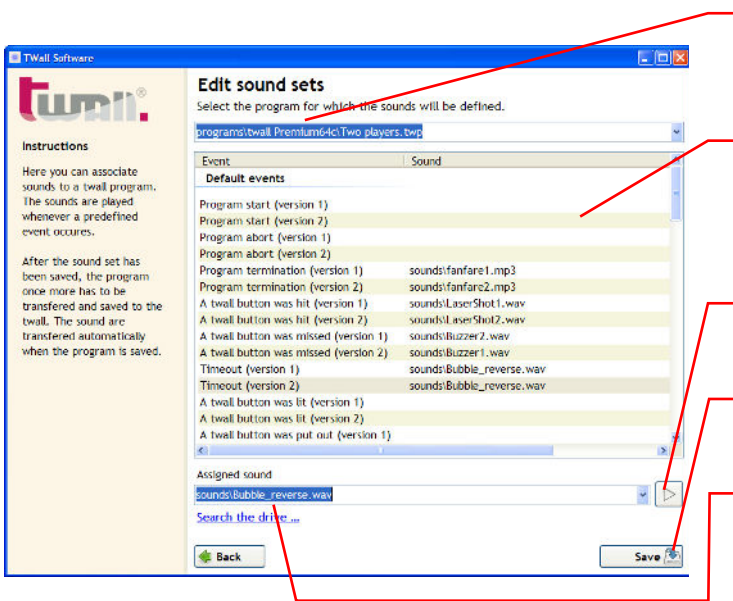 TWall Software
twall.®
Instructions
Here you can associate
sounds to a twall program.
The sounds are played
whenever a predefined
event occures.
After the sound set has
been saved, the program
once more has to be
transfered and saved to the
twall. The sound are
transfered automatically
when the program is saved.
Edit sound sets
Select the program for which the sounds will be defined.
programs\twall Premium64c\Two players.twp
Event Sound
Default events
Program start (version 1)
Program start (version 2)
Program abort (version 1)
Program abort (version 2)
Program termination (version 1) sounds\fanfare1.mp3
Program termination (version 2) sounds\fanfare2.mp3
A twall button was hit (version 1) sounds\LaserShot1.wav
A twall button was hit (version 2) sounds\LaserShot2.wav
A twall button was missed (version 1) sounds\Buzzer2.wav
A twall button was missed (version 2) sounds\Buzzer1.wav
Timeout (version 1) sounds\Bubble_reverse.wav
Timeout (version 2) sounds\Bubble_reverse.wav
A twall button was lit (version 1)
A twall button was lit (version 2)
A twall button was put out (version 1)
Assigned sound
sounds\Bubble_reverse.wav
Search the drive ...
Back
Save